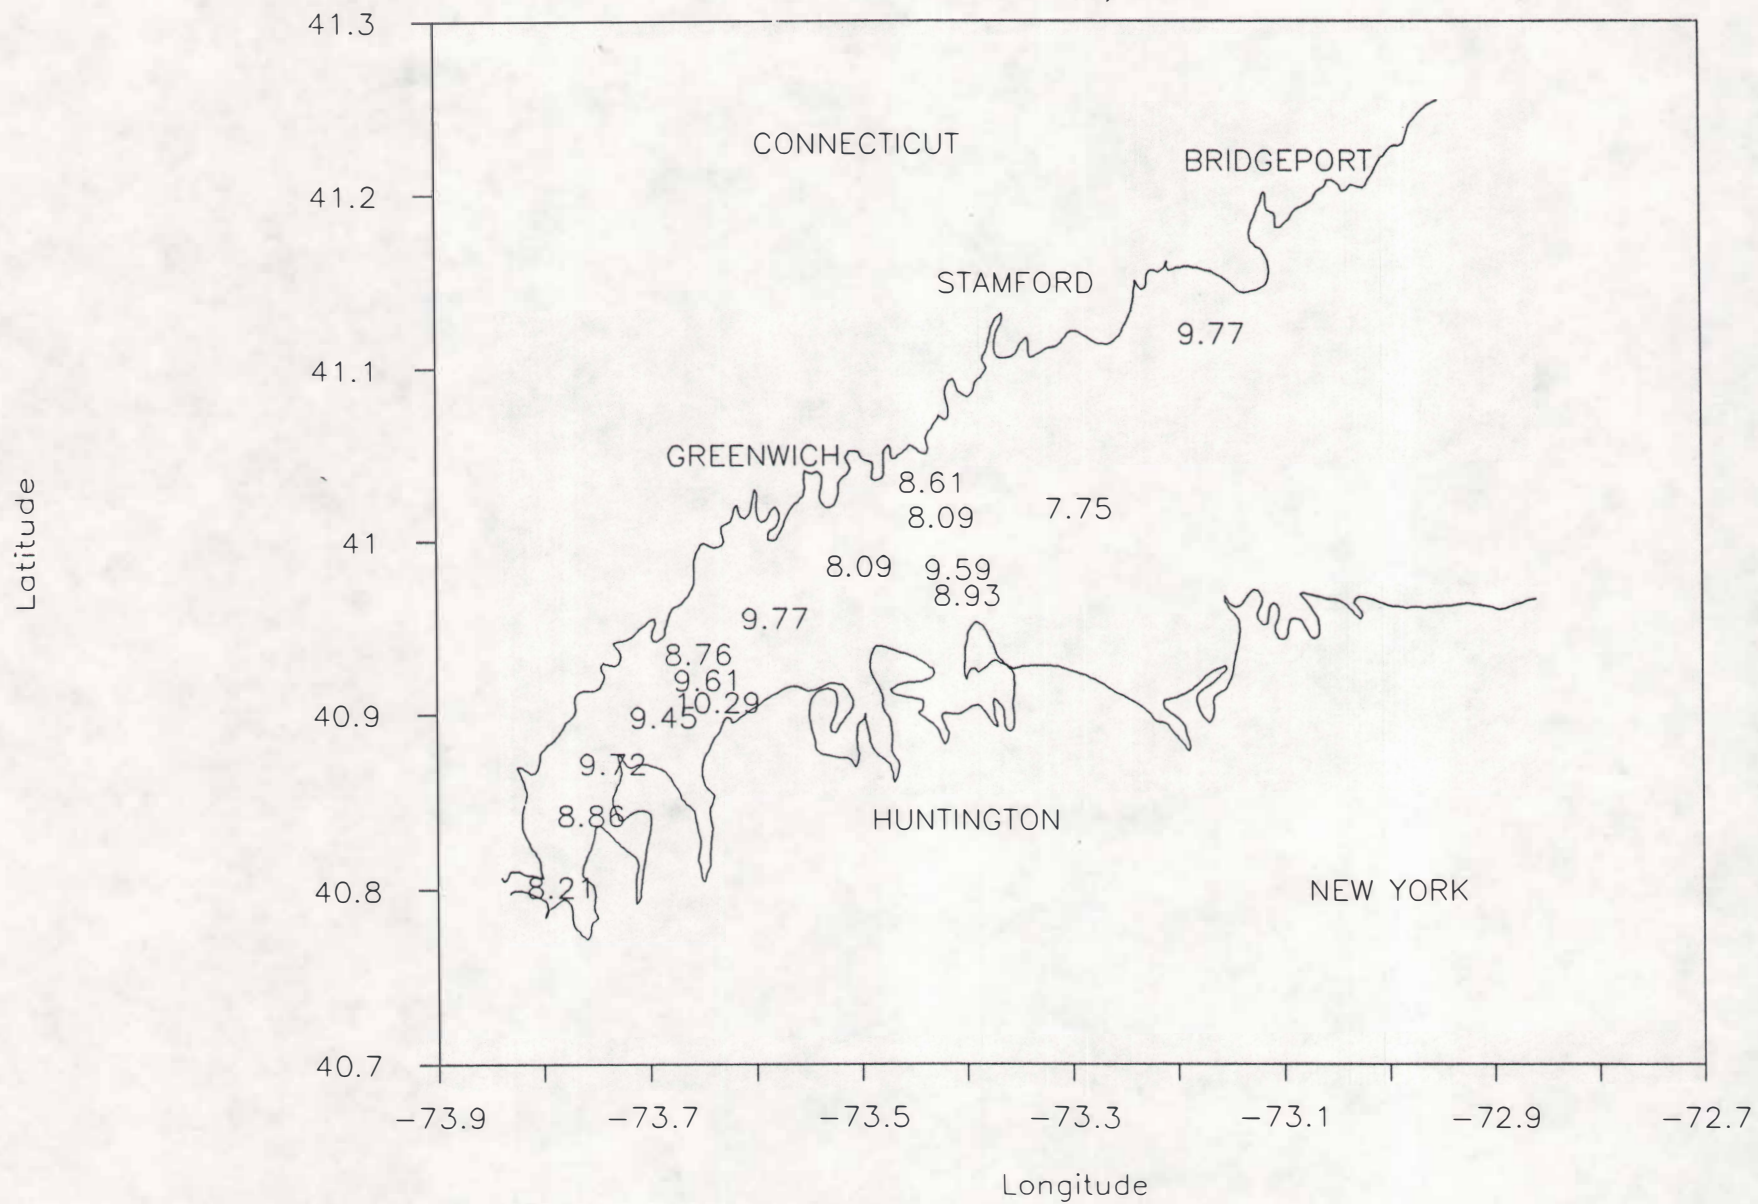 41.3
CONNECTICUT
BRIDGEPORT
41.2
STAMFORD
9.77
41.1
GREENWICH
8.61
7.75
8.09
41
8.09
9.59
8.93
9.77
8.76
9.61
10.29
9.45
40.9
9.72
8.86
HUNTINGTON
8.21
40.8
NEW YORK
40.7
-73.9 -73.7 -73.5 -73.3 -73.1 -72.9 -72.7
Latitude
Longitude